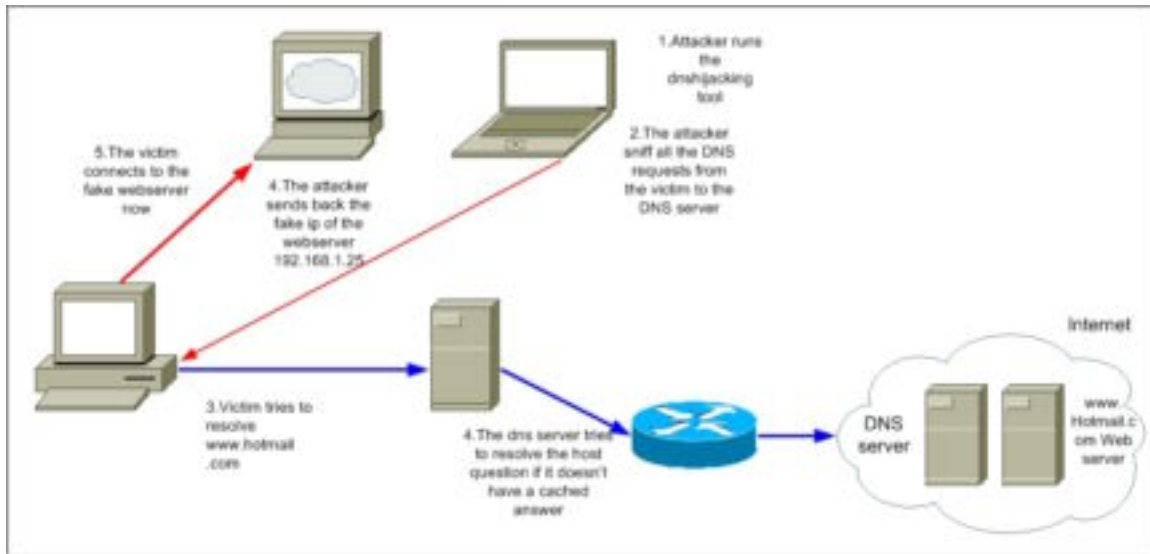 1.Attacker runs
the
dnshijacking
tool
2.The attacker
sniff all the DNS
requests from
the victim to the
DNS server
5.The victim
connects to the
fake webserver
now
4.The attacker
sends back the
fake ip of the
webserver
192.168.1.25
3.Victim tries to
resolve
www.hotmail
.com
4.The dns server tries
to resolve the host
question if it doesn't
have a cached
answer
Internet
DNS
server
www.
Hotmail.c
om Web
server